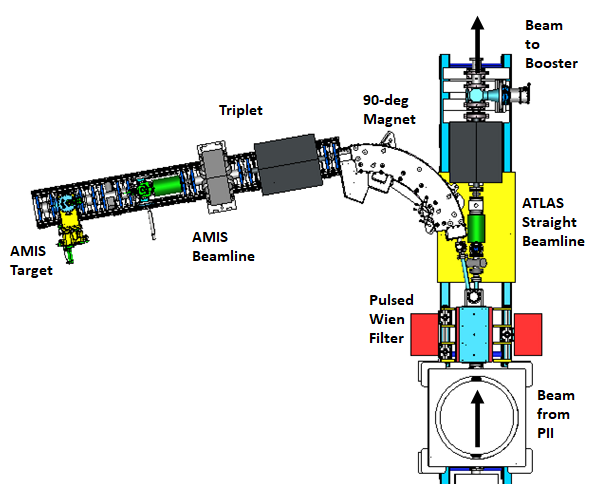 Beam
to
Booster
90-deg
Magnet
Triplet
ATLAS
Straight
Beamline
AMIS
Beamline
AMIS
Target
Pulsed
Wien
Filter
Beam
from
PII